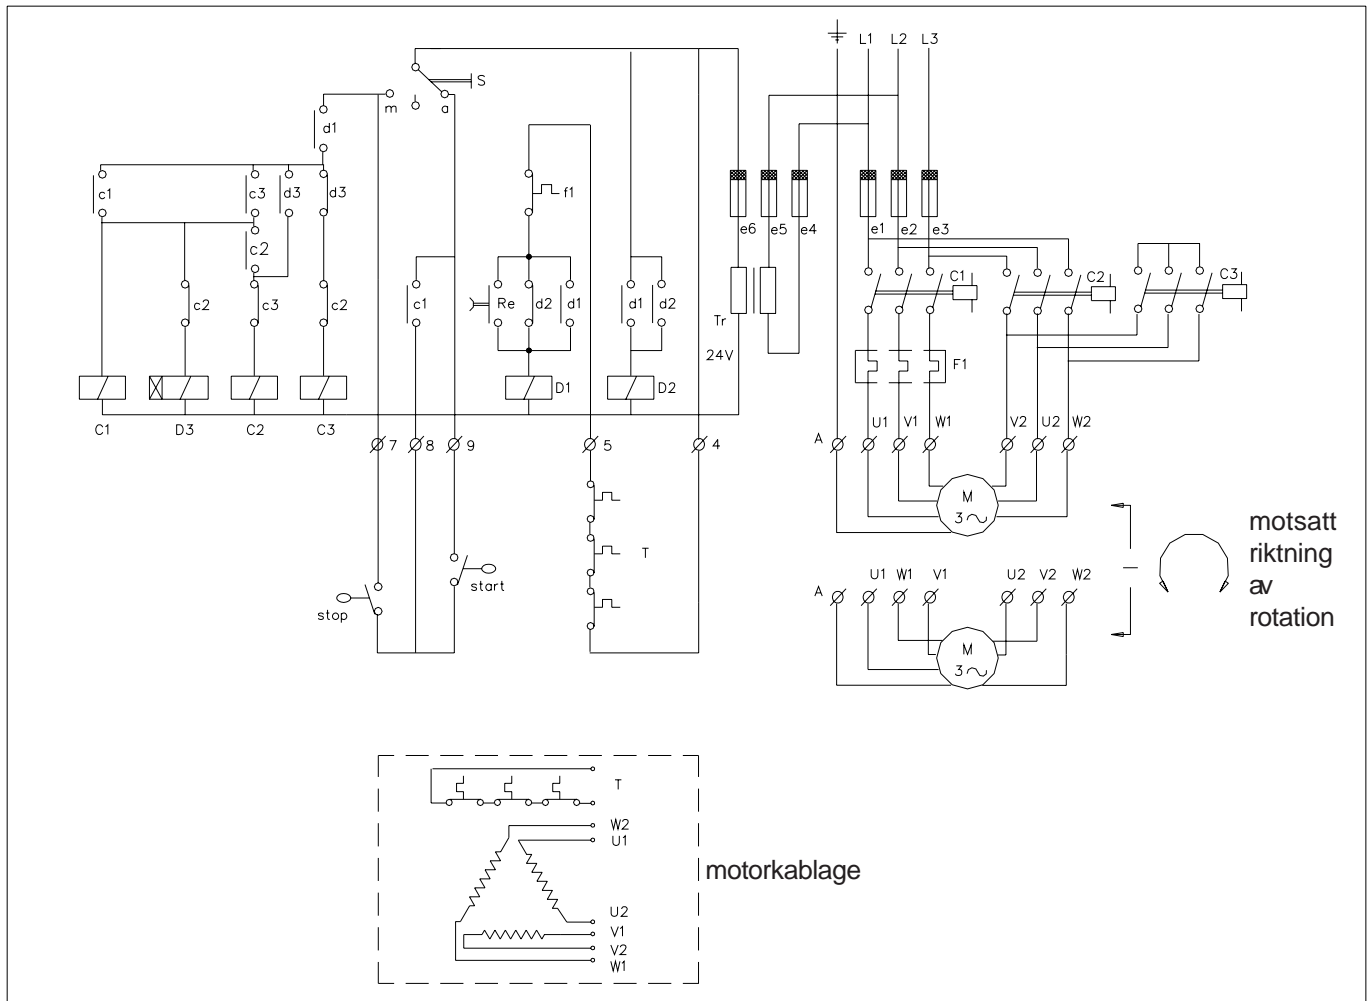 L1 L2 L3
S
m a
d1
c1 c3 d3 d3 f1
e6 e5 e4 e1 e2 e3
c2
C1 C2 C3
c2 c3 c2 c1 Re d2 d1 d1 d2
Tr
24V
F1
D1 D2
C1 D3 C2 C3
7 8 9 5 4
A U1 V1 W1 V2 U2 W2
M
3
T
start
stop
motsatt
riktning
av
rotation
A U1 W1 V1 U2 V2 W2
M
3
T
W2
U1
motorkablage
U2
V1
V2
W1